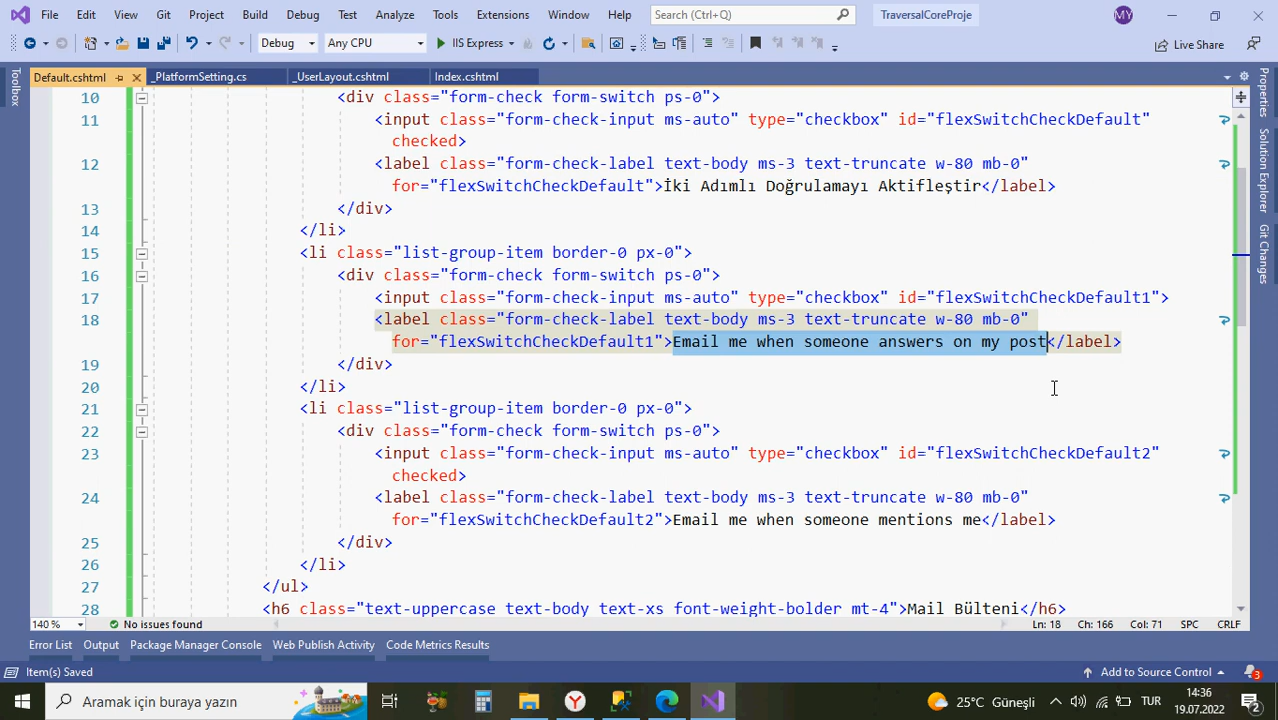 File Edit View Git Project Build Debug Test Analyze Tools Extensions Window Help Search (Ctrl+Q) TraversalCoreProje MY
Debug Any CPU IIS Express Live Share
Default.cshtml _PlatformSetting.cs _UserLayout.cshtml Index.cshtml
Toolbox
Properties
Solution Explorer
Git Changes
10 <div class="form-check form-switch ps-0">
11 <input class="form-check-input ms-auto" type="checkbox" id="flexSwitchCheckDefault"
checked>
12 <label class="form-check-label text-body ms-3 text-truncate w-80 mb-0"
for="flexSwitchCheckDefault">İki Adımlı Doğrulamayı Aktifleştir</label>
13 </div>
14 </li>
15 <li class="list-group-item border-0 px-0">
16 <div class="form-check form-switch ps-0">
17 <input class="form-check-input ms-auto" type="checkbox" id="flexSwitchCheckDefault1">
18 <label class="form-check-label text-body ms-3 text-truncate w-80 mb-0"
for="flexSwitchCheckDefault1">Email me when someone answers on my post</label>
19 </div>
20 </li>
21 <li class="list-group-item border-0 px-0">
22 <div class="form-check form-switch ps-0">
23 <input class="form-check-input ms-auto" type="checkbox" id="flexSwitchCheckDefault2"
checked>
24 <label class="form-check-label text-body ms-3 text-truncate w-80 mb-0"
for="flexSwitchCheckDefault2">Email me when someone mentions me</label>
25 </div>
26 </li>
27 </ul>
28 <h6 class="text-uppercase text-body text-xs font-weight-bolder mt-4">Mail Bülteni</h6>
140 % No issues found Ln: 18 Ch: 166 Col: 71 SPC CRLF
Error List Output Package Manager Console Web Publish Activity Code Metrics Results
Item(s) Saved Add to Source Control 3
Aramak için buraya yazın 25°C Güneşli TUR 14:36
19.07.2022 2